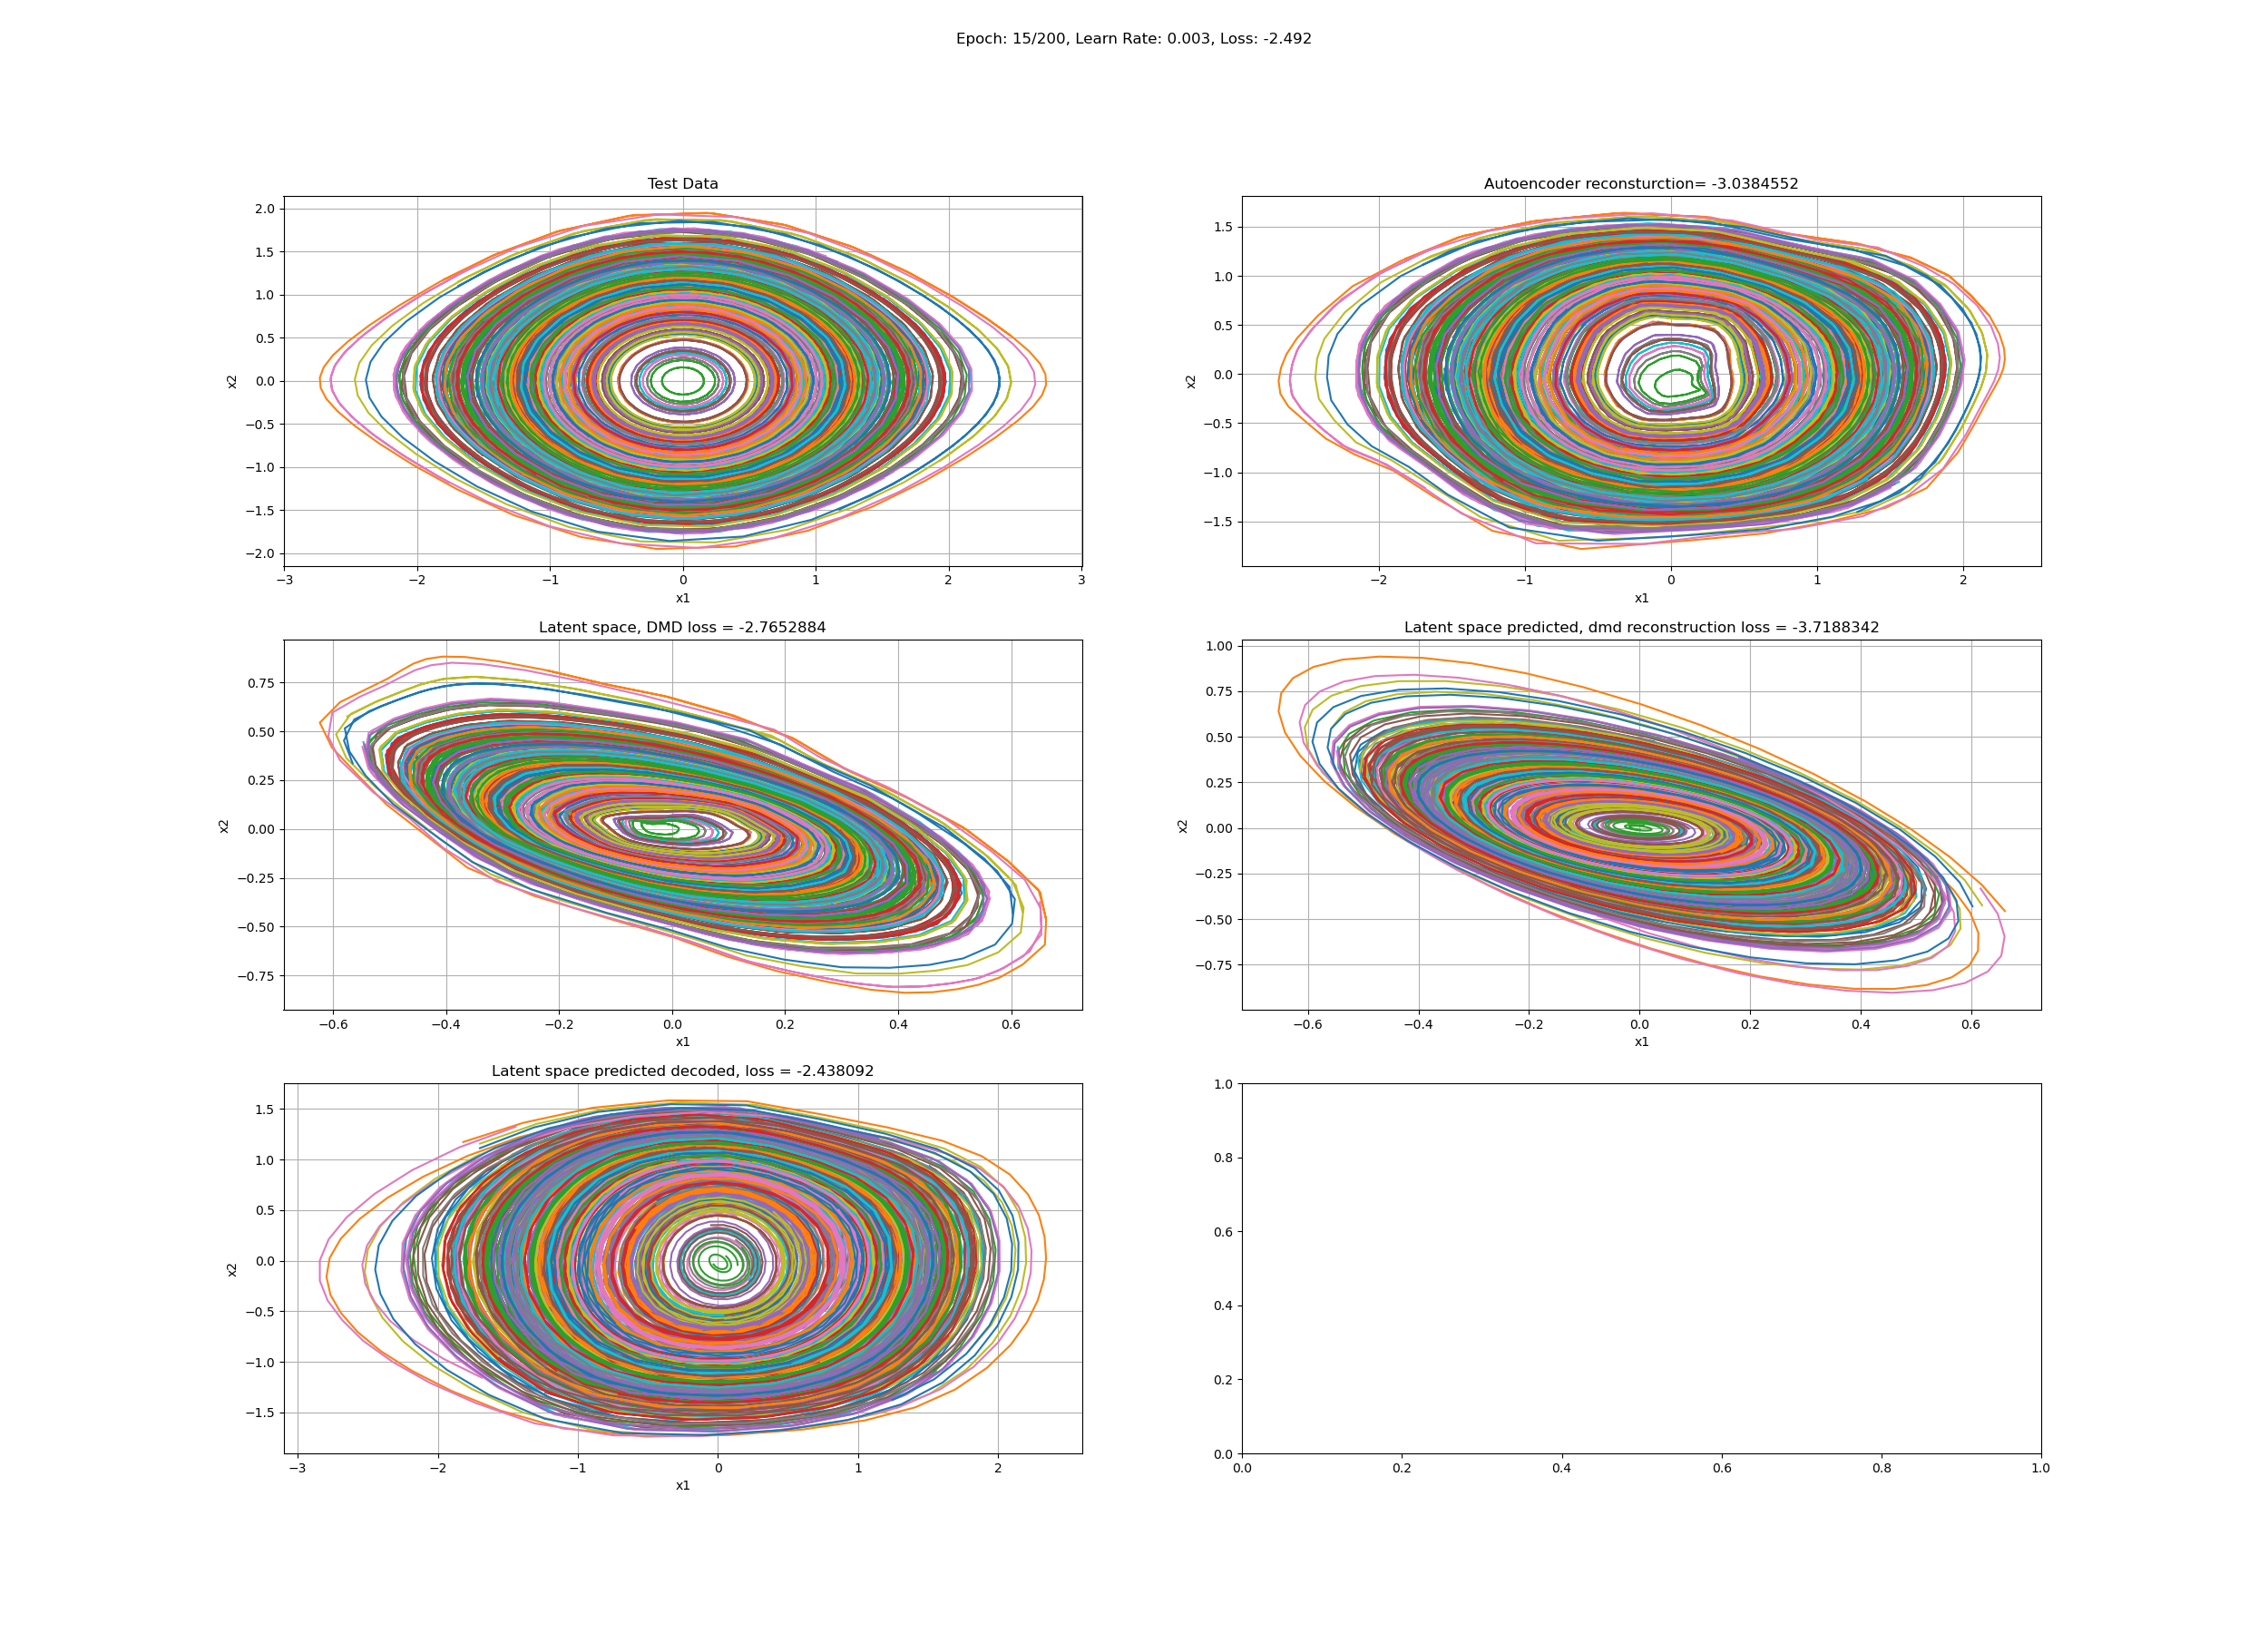 Epoch: 15/200, Learn Rate: 0.003, Loss: -2.492
Test Data
2.0
1.5
1.0
0.5
0.0
−0.5
−1.0
−1.5
−2.0
x2
−3 −2 −1 0 1 2 3
x1
Autoencoder reconsturction= -3.0384552
1.5
1.0
0.5
0.0
−0.5
−1.0
−1.5
x2
−2 −1 0 1 2
x1
Latent space, DMD loss = -2.7652884
0.75
0.50
0.25
0.00
−0.25
−0.50
−0.75
x2
−0.6 −0.4 −0.2 0.0 0.2 0.4 0.6
x1
Latent space predicted, dmd reconstruction loss = -3.7188342
1.00
0.75
0.50
0.25
0.00
−0.25
−0.50
−0.75
x2
−0.6 −0.4 −0.2 0.0 0.2 0.4 0.6
x1
Latent space predicted decoded, loss = -2.438092
1.5
1.0
0.5
0.0
−0.5
−1.0
−1.5
x2
−3 −2 −1 0 1 2
x1
1.0
0.8
0.6
0.4
0.2
0.0
0.0 0.2 0.4 0.6 0.8 1.0